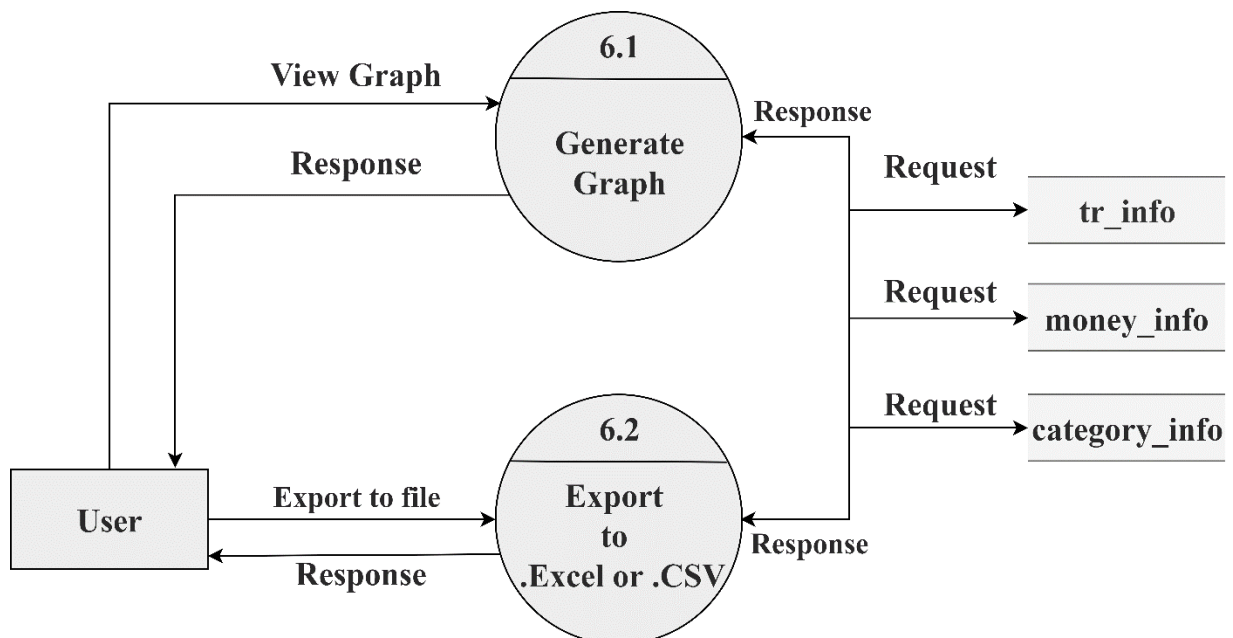 6.1
View Graph
Generate
Graph
Response
Response
Request
tr_info
Request
money_info
Request
category_info
6.2
User
Export to file
Export
to
.Excel or .CSV
Response
Response